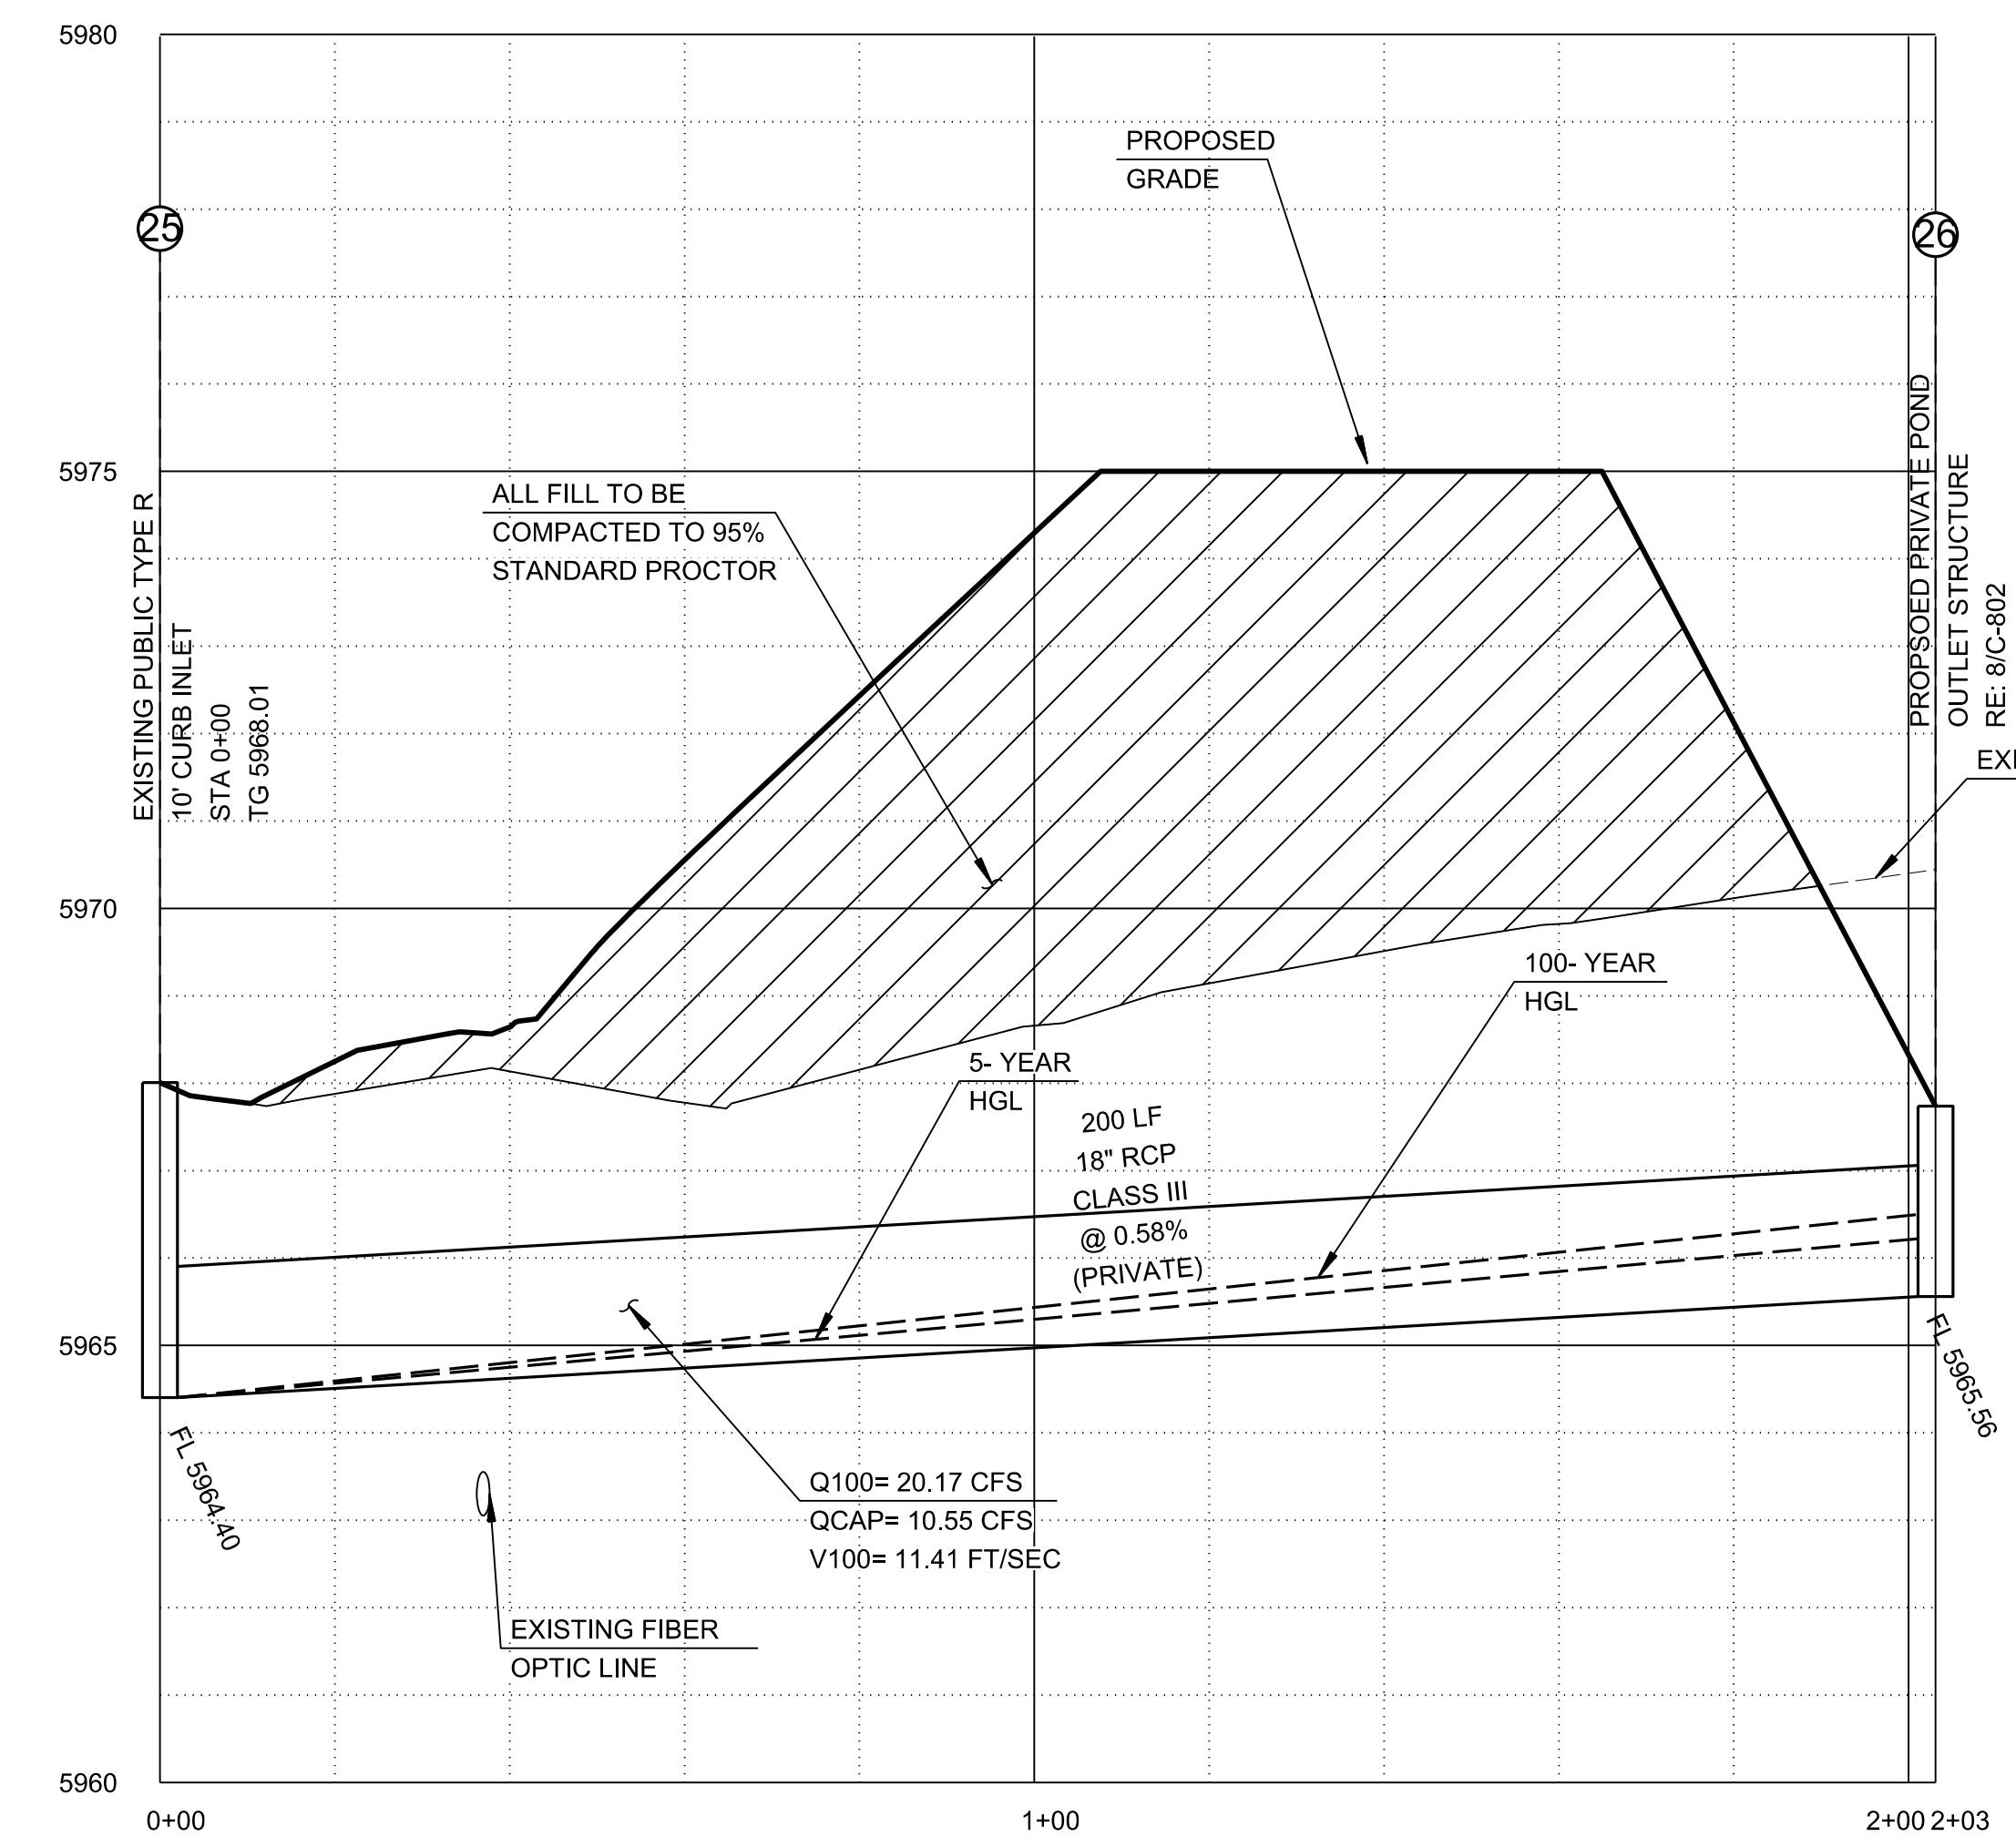 5980
PROPOSED
GRADE
25
26
5975
ALL FILL TO BE
COMPACTED TO 95%
STANDARD PROCTOR
EXISTING PUBLIC TYPE R
10' CURB INLET
STA 0+00
TG 5968.01
PROPSOED PRIVATE POND
OUTLET STRUCTURE
RE: 8/C-802
5970
100- YEAR
HGL
5- YEAR
HGL
200 LF
18" RCP
CLASS III
@ 0.58%
(PRIVATE)
5965
FL 5965.56
FL 5964.40
Q100= 20.17 CFS
QCAP= 10.55 CFS
V100= 11.41 FT/SEC
EXISTING FIBER
OPTIC LINE
5960
0+00
1+00
2+00
2+03